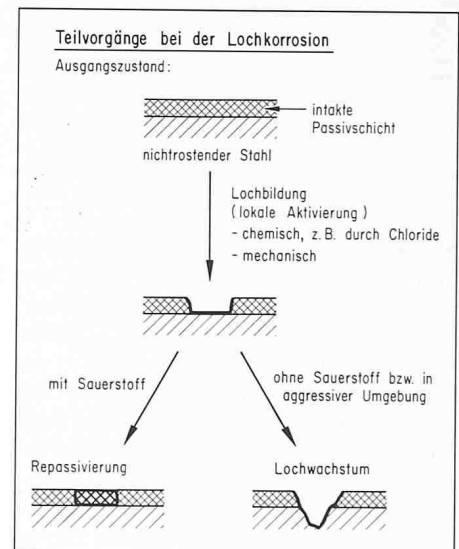 Teilvorgänge bei der Lochkorrosion
Ausgangszustand:
intakte
Passivschicht
nichtrostender Stahl
Lochbildung
(lokale Aktivierung)
- chemisch, z.B. durch Chloride
- mechanisch
mit Sauerstoff
ohne Sauerstoff bzw. in
aggressiver Umgebung
Repassivierung
Lochwachstum